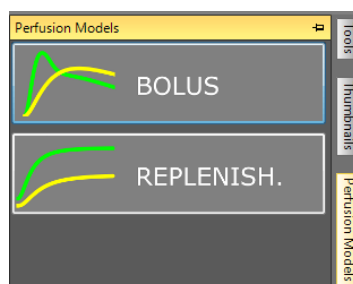 Perfusion Models
BOLUS
REPLENISH.
Tools
Thumbnails
Perfusion Models